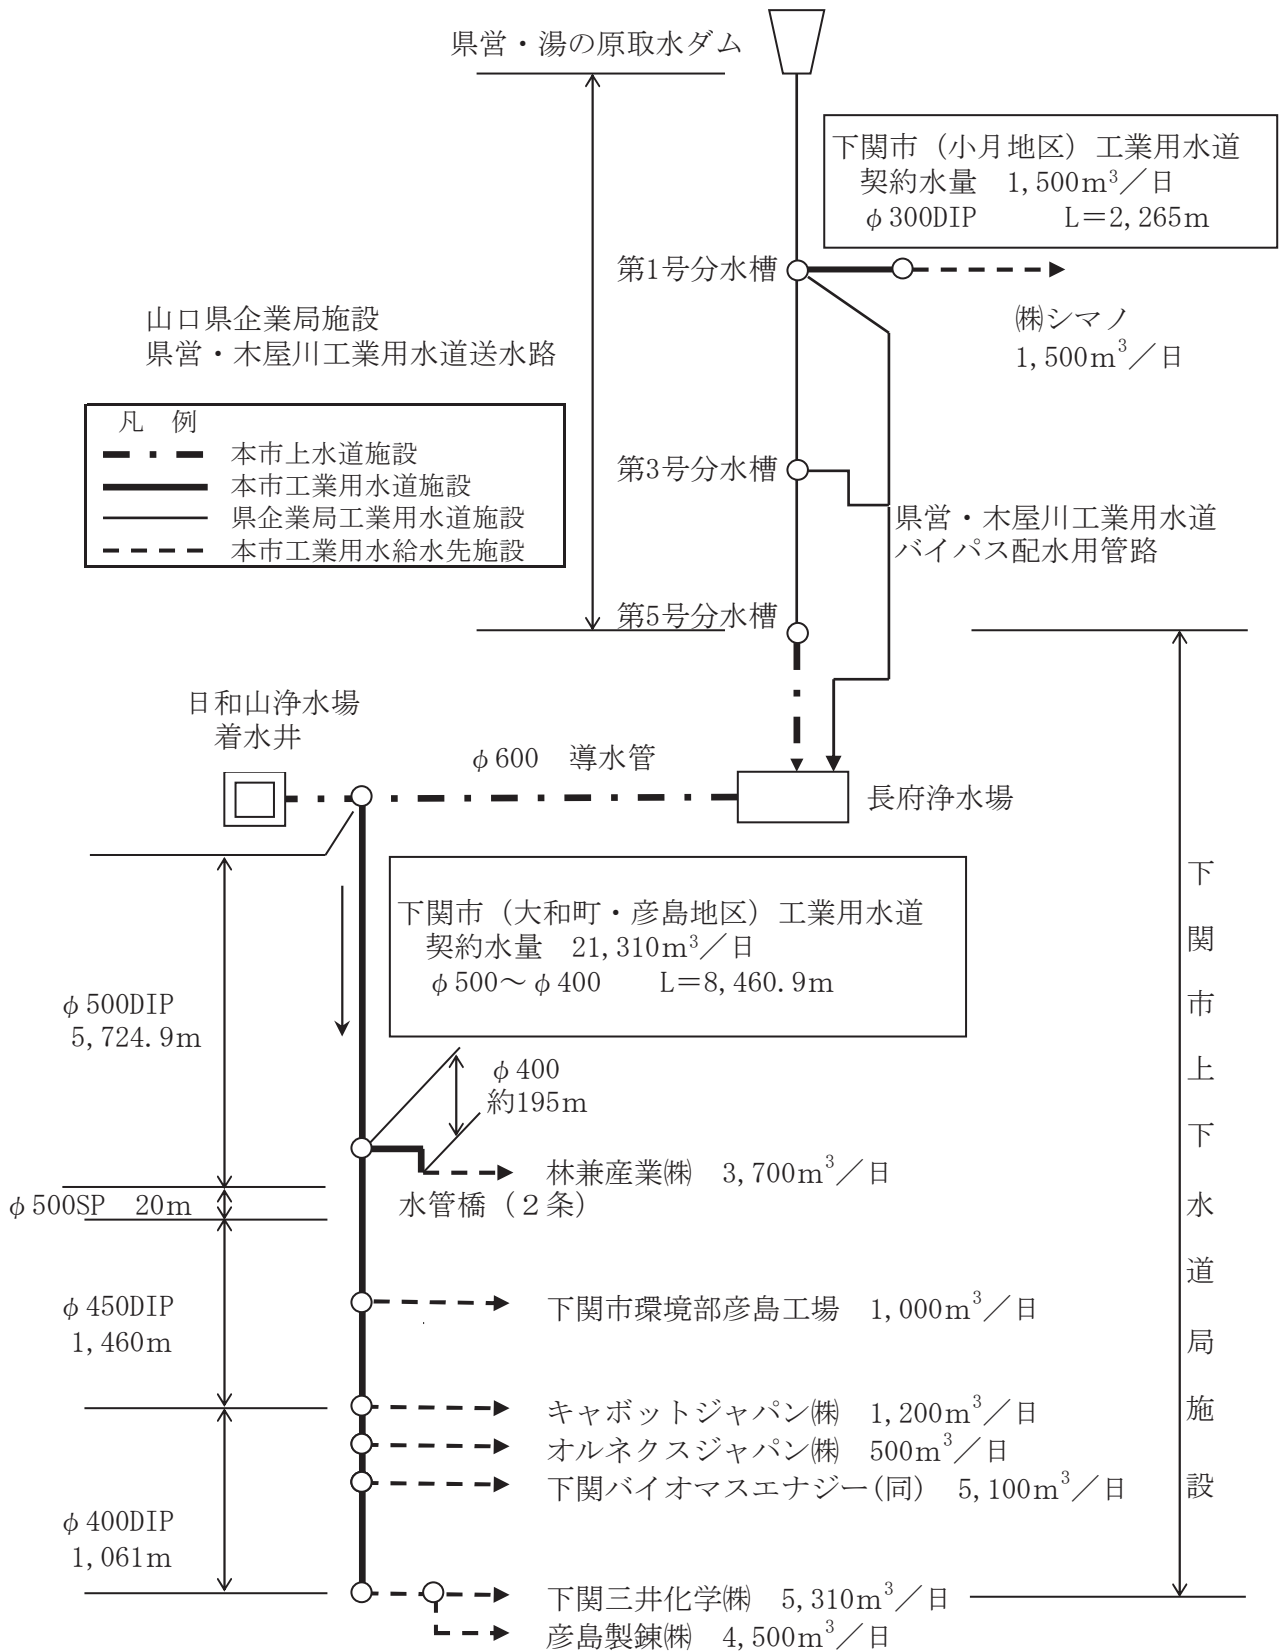 県営・湯の原取水ダム
下関市（小月地区）工業用水道
契約水量　1,500m³／日
φ300DIP　　　L＝2,265m
第1号分水槽
㈱シマノ
1,500m³／日
山口県企業局施設
県営・木屋川工業用水道送水路
凡　例
本市上水道施設
本市工業用水道施設
県企業局工業用水道施設
本市工業用水給水先施設
第3号分水槽
県営・木屋川工業用水道
バイパス配水用管路
第5号分水槽
日和山浄水場
着水井
φ600　導水管
長府浄水場
下関市（大和町・彦島地区）工業用水道
契約水量　21,310m³／日
φ500～φ400　　L＝8,460.9m
φ500DIP
5,724.9m
φ400
約195m
林兼産業㈱　3,700m³／日
φ500SP　20m
水管橋（２条）
φ450DIP
1,460m
下関市環境部彦島工場　1,000m³／日
キャボットジャパン㈱　1,200m³／日
オルネクスジャパン㈱　500m³／日
下関バイオマスエナジー(同)　5,100m³／日
φ400DIP
1,061m
下関三井化学㈱　5,310m³／日
彦島製錬㈱　4,500m³／日
下関市上下水道局施設